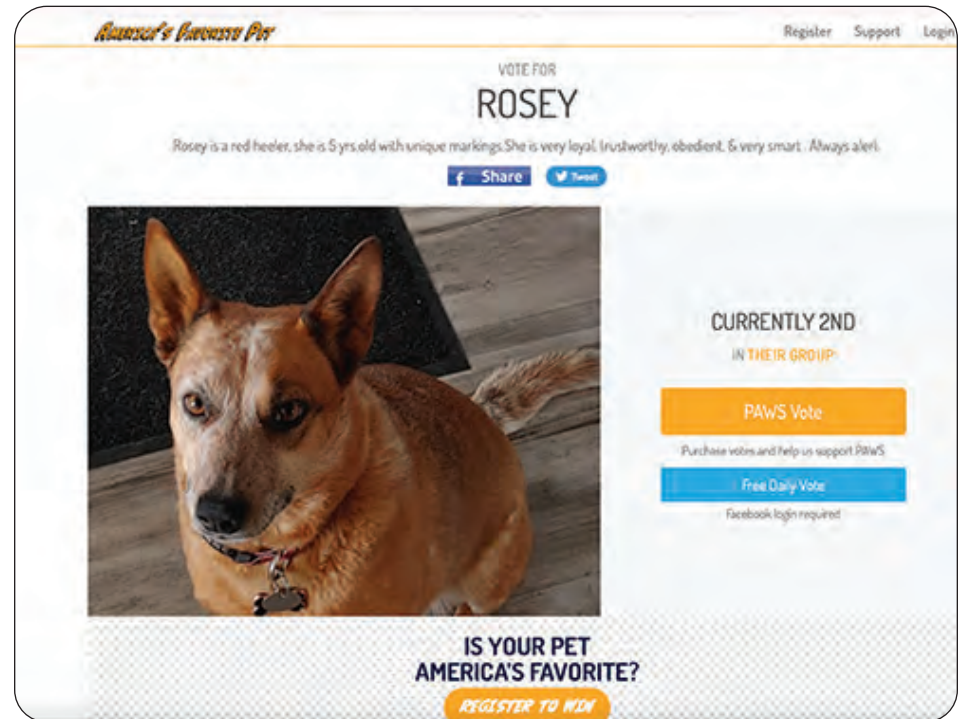 AMERICA'S FAVORITE PET
Register Support Login
VOTE FOR
ROSEY
Rosey is a red heeler, she is 5 yrs.old with unique markings.She is very loyal, trustworthy, obedient, & very smart . Always alert.
f Share Tweet
CURRENTLY 2ND
IN THEIR GROUP
PAWS Vote
Purchase votes and help us support PAWS
Free Daily Vote
Facebook login required
IS YOUR PET
AMERICA'S FAVORITE?
REGISTER TO WIN